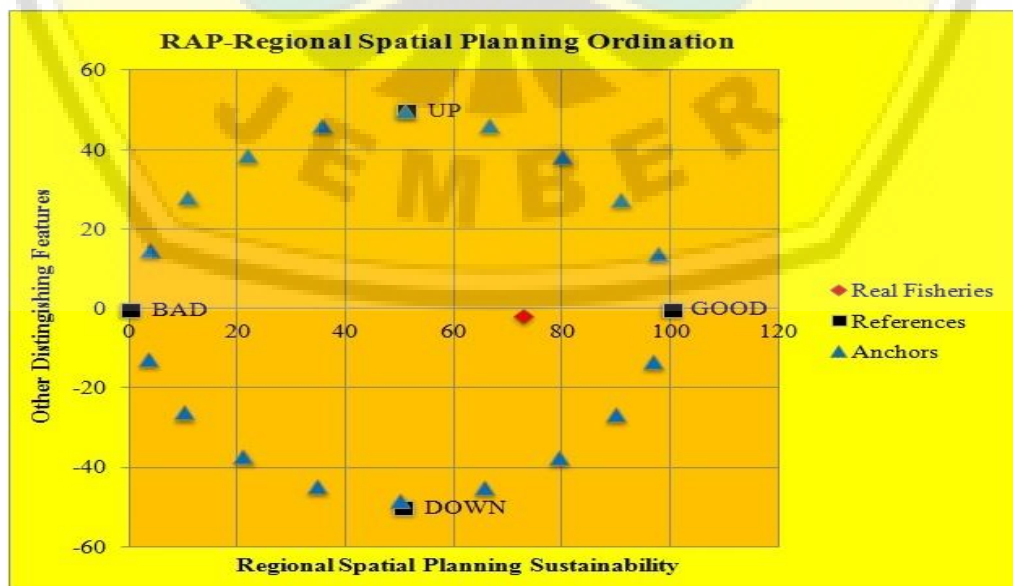 RAP-Regional Spatial Planning Ordination
60
UP
40
JEMBER
20
Other Distingishing Features
0
BAD
GOOD
0
20
40
60
80
100
120
-20
-40
DOWN
-60
Regional Spatial Planning Sustainability
Real Fisheries
References
Anchors